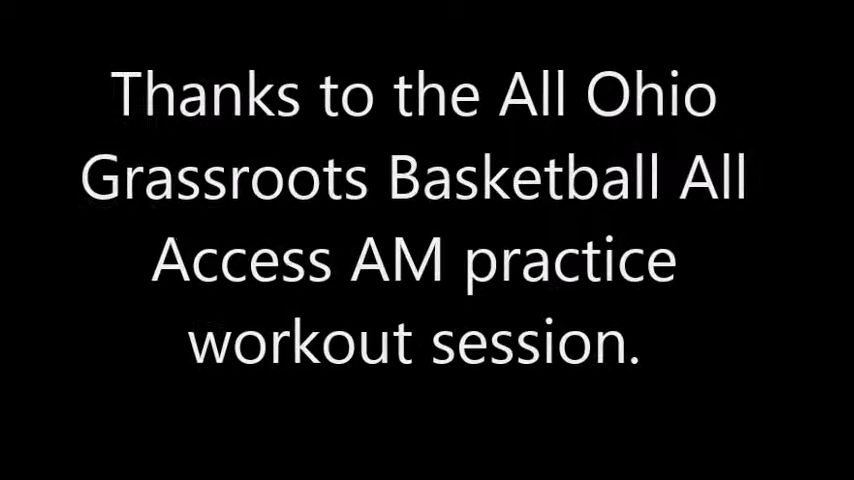 Thanks to the All Ohio
Grassroots Basketball All
Access AM practice
workout session.